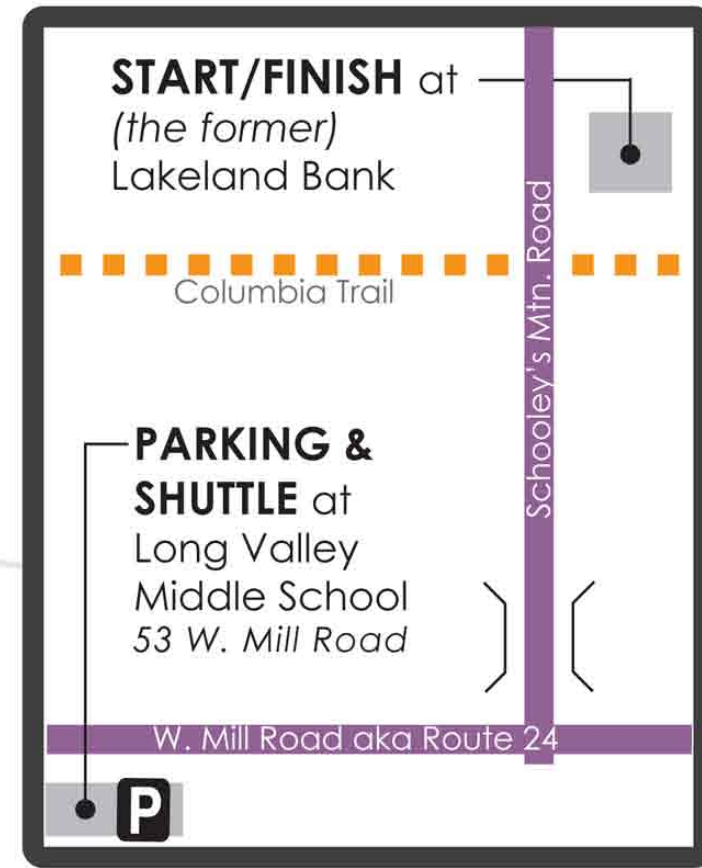 START/FINISH at
(the former)
Lakeland Bank
Columbia Trail
Schooley's Mtn. Road
PARKING &
SHUTTLE at
Long Valley
Middle School
53 W. Mill Road
W. Mill Road aka Route 24
P